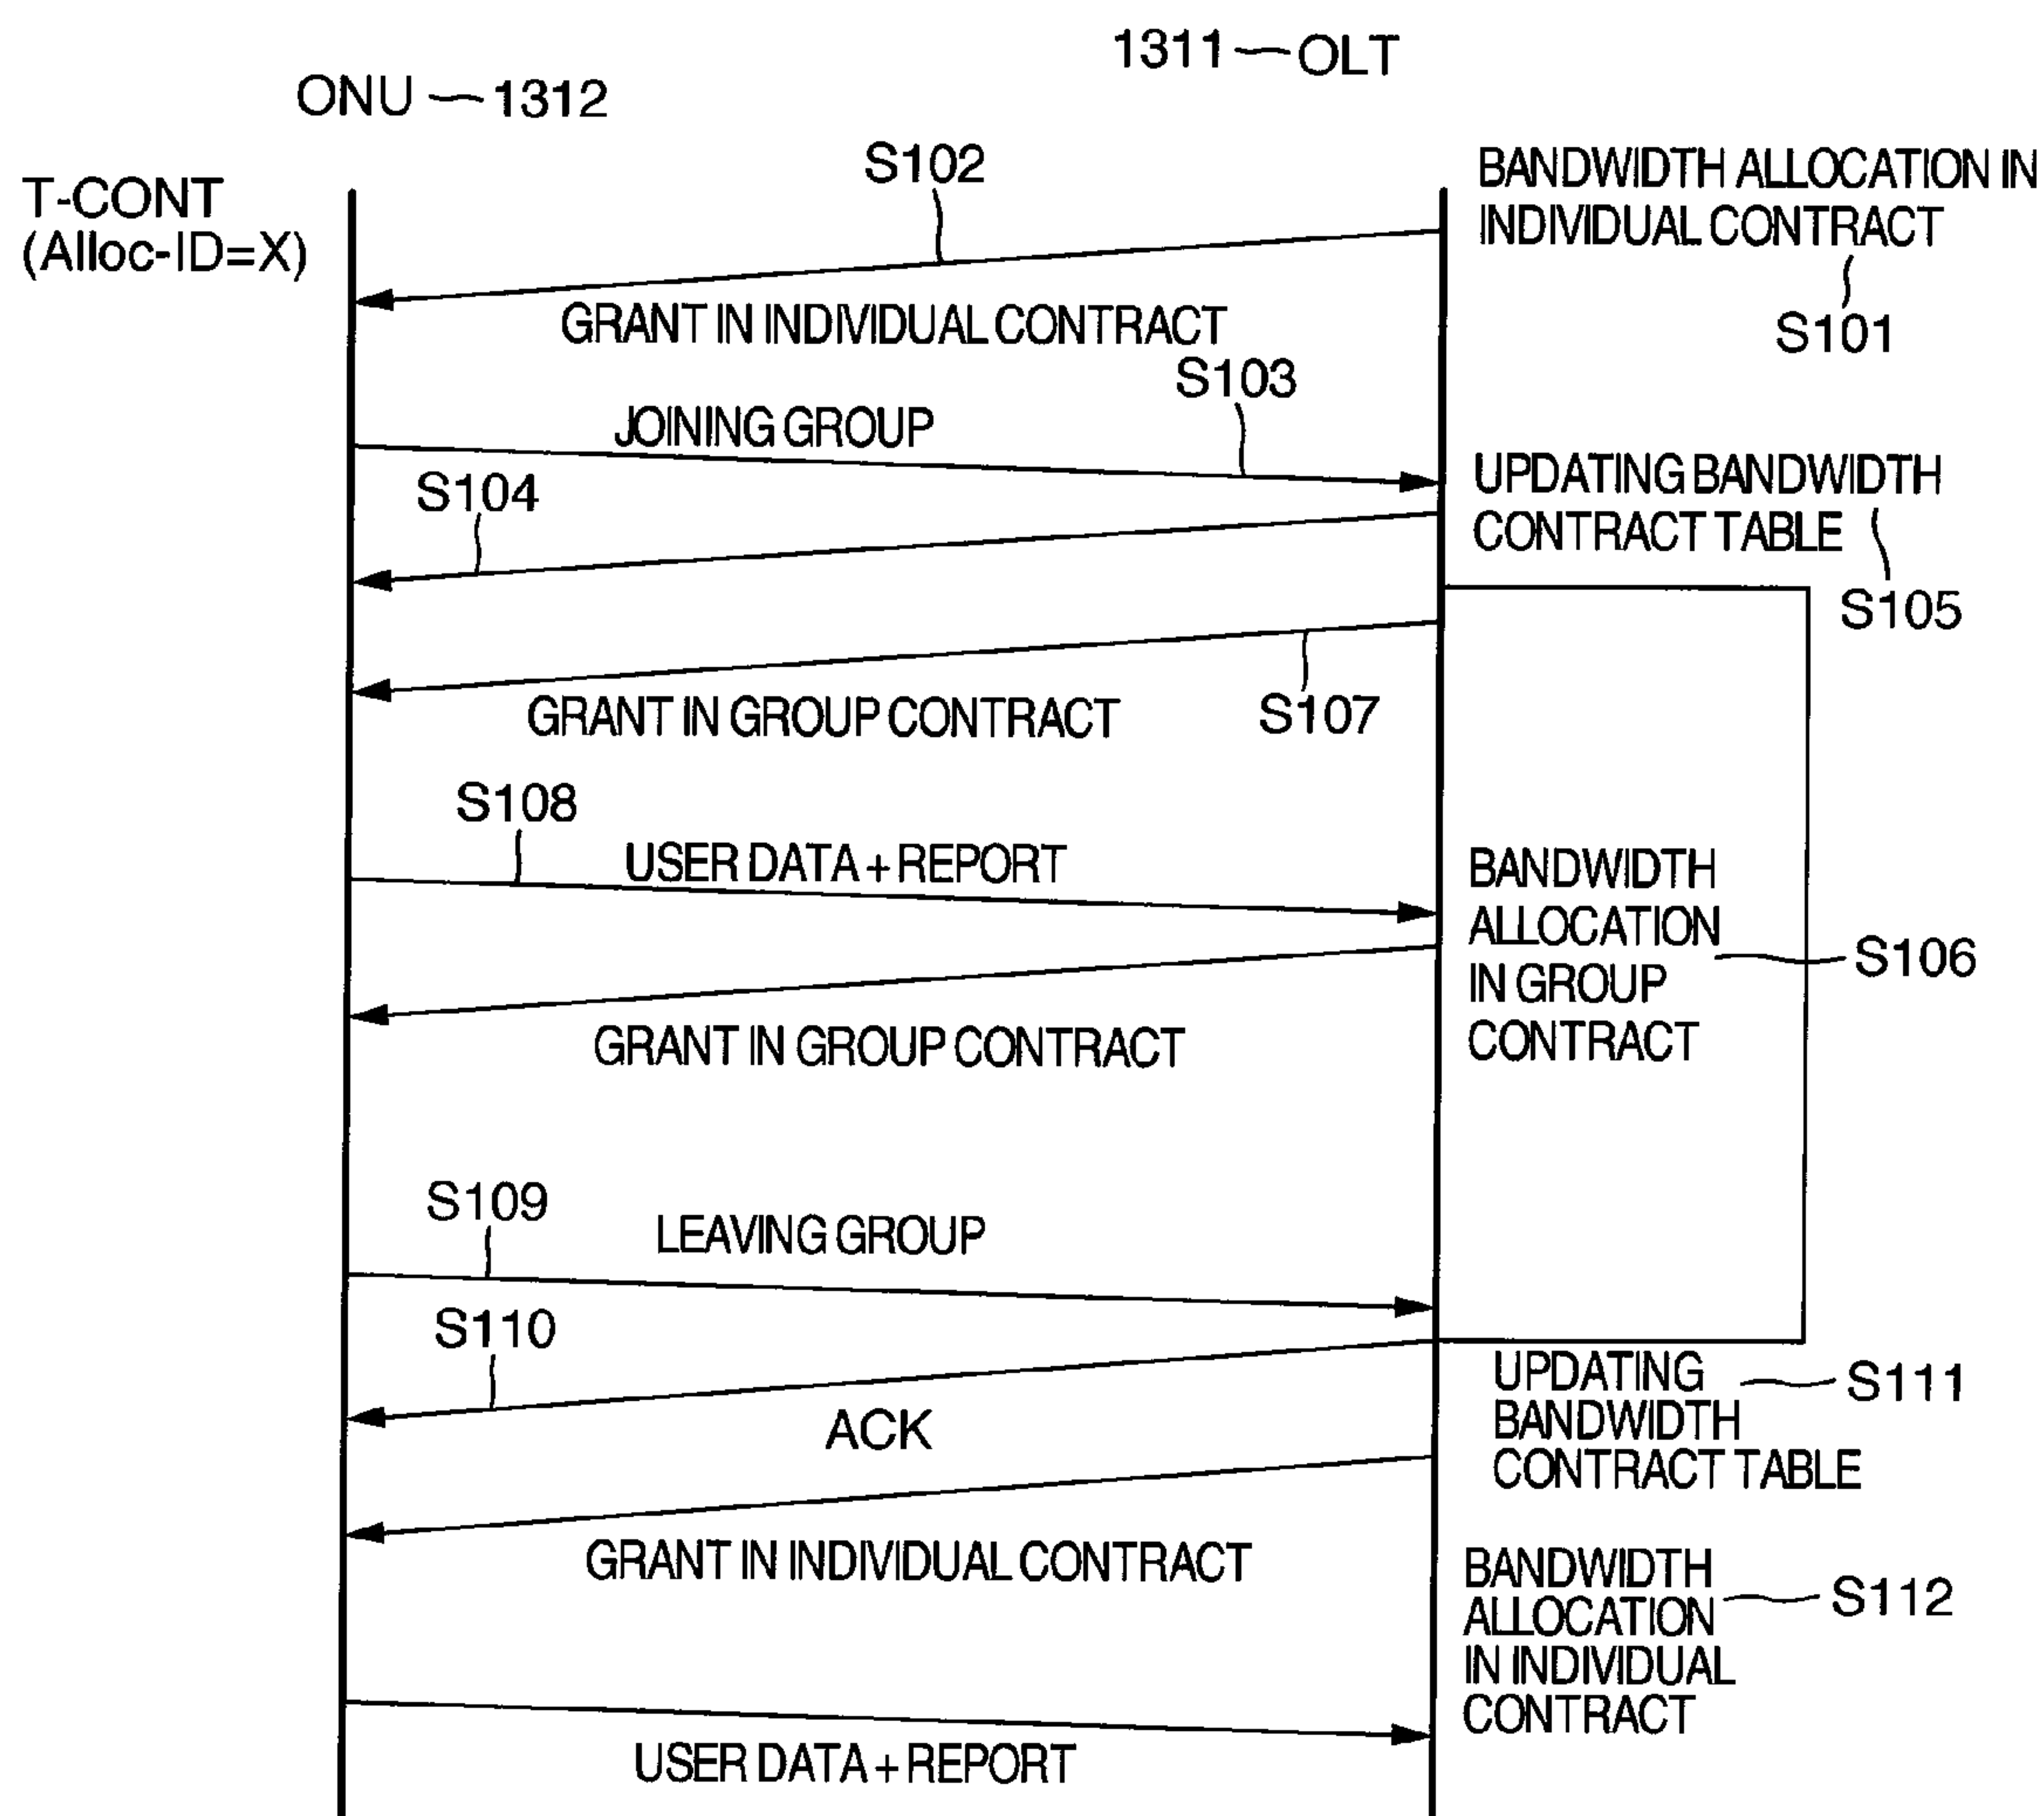 1311 OLT
ONU 1312
S102
BANDWIDTH ALLOCATION IN
INDIVIDUAL CONTRACT
T-CONT
(Alloc-ID=X)
GRANT IN INDIVIDUAL CONTRACT
S101
S103
JOINING GROUP
S104
UPDATING BANDWIDTH
CONTRACT TABLE
S105
GRANT IN GROUP CONTRACT
S107
S108
USER DATA + REPORT
BANDWIDTH
ALLOCATION
IN GROUP
CONTRACT
S106
GRANT IN GROUP CONTRACT
S109
LEAVING GROUP
S110
UPDATING
BANDWIDTH
CONTRACT TABLE
S111
ACK
GRANT IN INDIVIDUAL CONTRACT
BANDWIDTH
ALLOCATION
IN INDIVIDUAL
CONTRACT
S112
USER DATA + REPORT